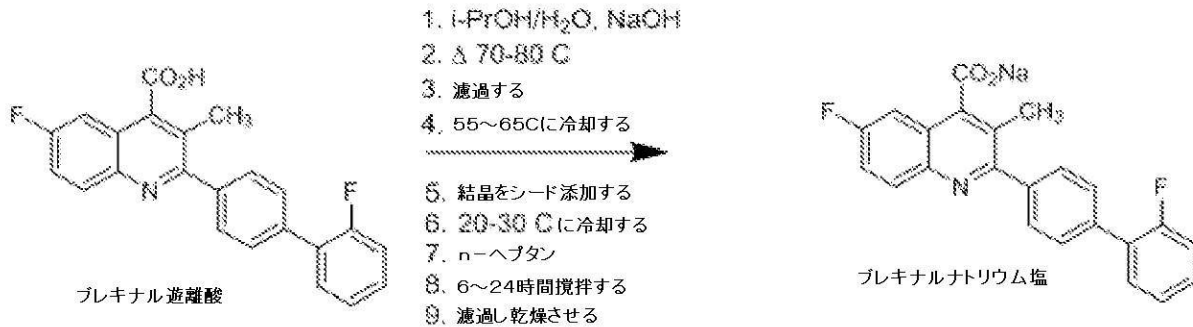 1. i-PrOH/H₂O, NaOH
2. Δ 70-80 C
3. 濾過する
4. 55～65Cに冷却する
5. 結晶をシード添加する
6. 20-30 Cに冷却する
7. n－ヘプタン
8. 6～24時間撹拌する
9. 濾過し乾燥させる
CO₂H
F
CH₃
N
F
ブレキナル遊離酸
CO₂Na
F
CH₃
N
F
ブレキナルナトリウム塩